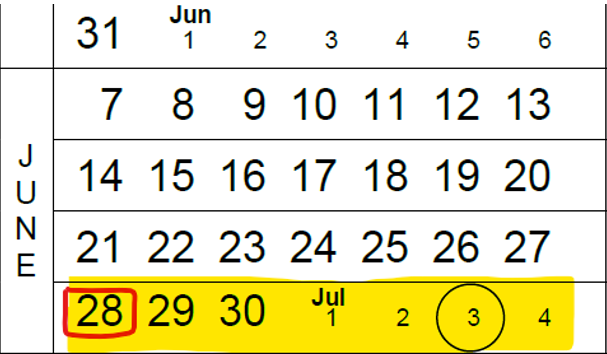 31 Jun 1 2 3 4 5 6
JUNE
7 8 9 10 11 12 13
14 15 16 17 18 19 20
21 22 23 24 25 26 27
28 29 30 Jul 1 2 3 4